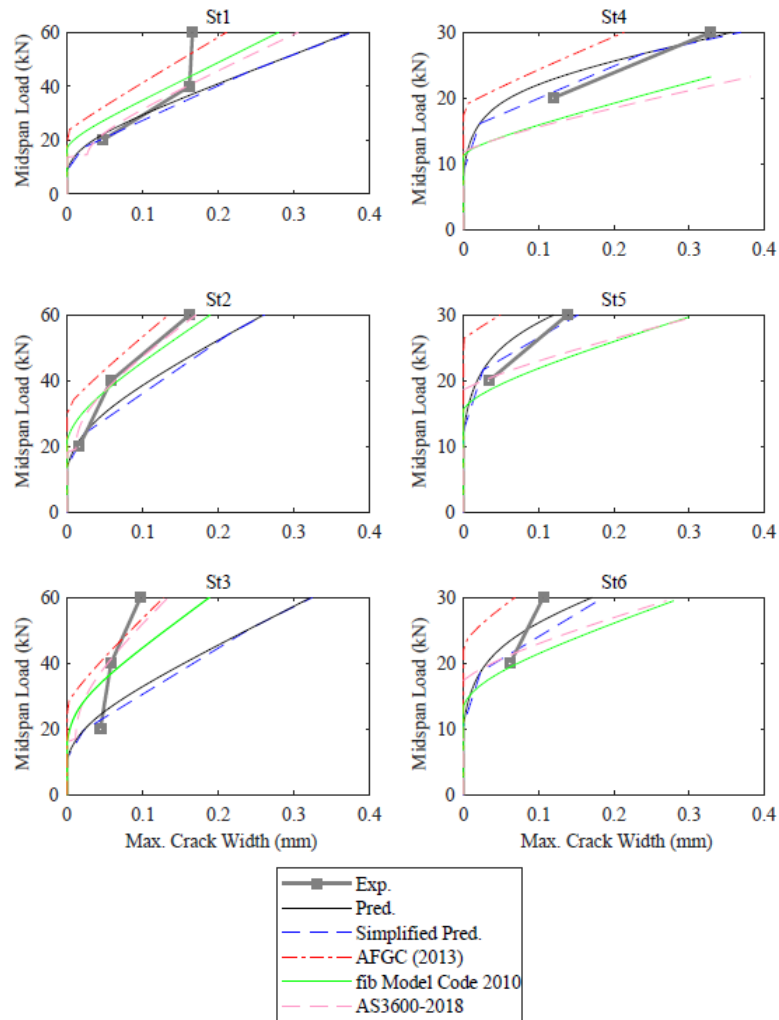 St1
60
40
20
0
Midspan Load (kN)
0
0.1
0.2
0.3
0.4
St4
30
20
10
0
Midspan Load (kN)
0
0.1
0.2
0.3
0.4
St2
60
40
20
0
Midspan Load (kN)
0
0.1
0.2
0.3
0.4
St5
30
20
10
0
Midspan Load (kN)
0
0.1
0.2
0.3
0.4
St3
60
40
20
0
Midspan Load (kN)
0
0.1
0.2
0.3
0.4
Max. Crack Width (mm)
St6
30
20
10
0
Midspan Load (kN)
0
0.1
0.2
0.3
0.4
Max. Crack Width (mm)
Exp.
Pred.
Simplified Pred.
AFGC (2013)
fib Model Code 2010
AS3600-2018